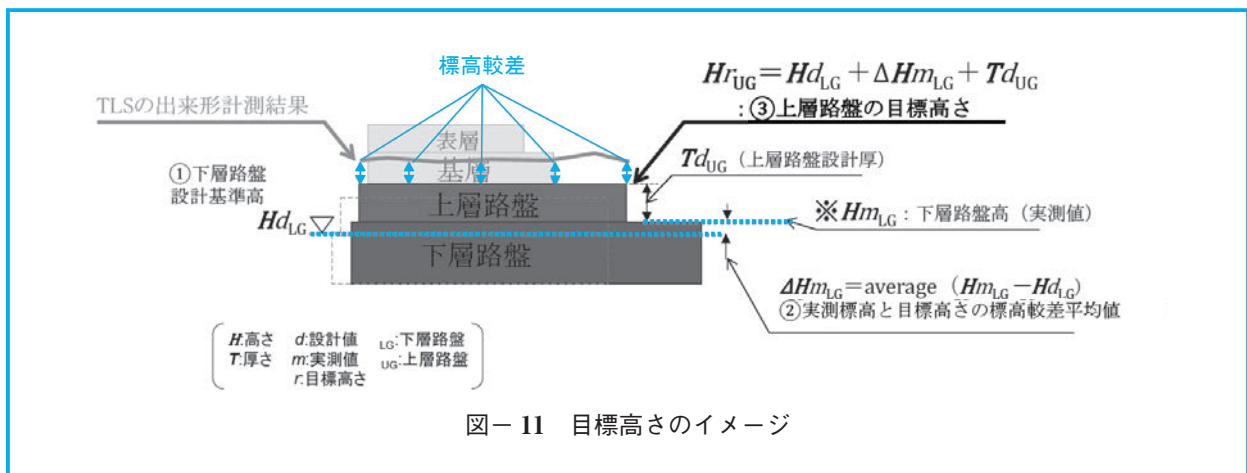 標高較差
HrUG＝HdLG＋ΔHmLG＋TdUG
：③上層路盤の目標高さ
TLSの出来形計測結果
表層
基層
TdUG（上層路盤設計厚）
①下層路盤
設計基準高
上層路盤
※HmLG：下層路盤高（実測値）
HdLG
下層路盤
ΔHmLG＝average（HmLG－HdLG）
②実測標高と目標高さの標高較差平均値
H:高さ d:設計値 LG:下層路盤
T:厚さ m:実測値 UG:上層路盤
r:目標高さ
図－11 目標高さのイメージ